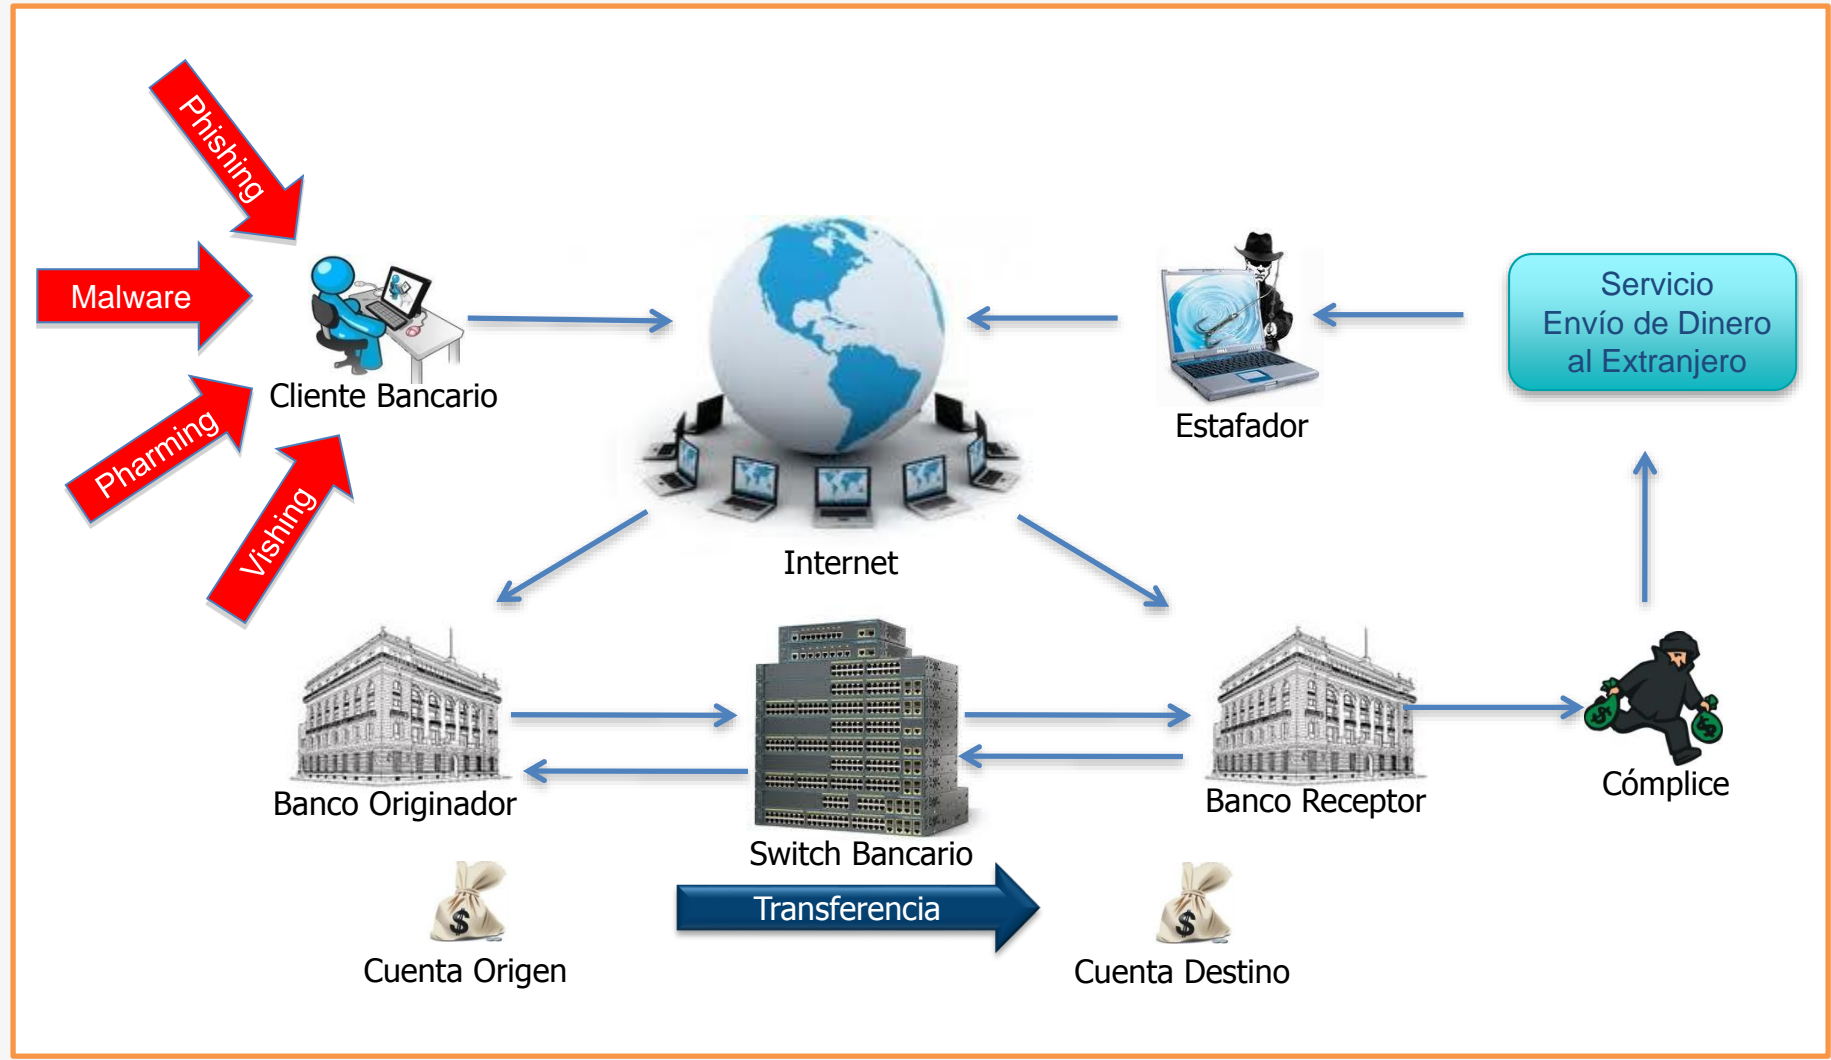 Phishing
Malware
Pharming
Vishing
Cliente Bancario
Internet
Estafador
Servicio
Envío de Dinero
al Extranjero
Banco Originador
Switch Bancario
Banco Receptor
Cómplice
Transferencia
$
Cuenta Origen
$
Cuenta Destino